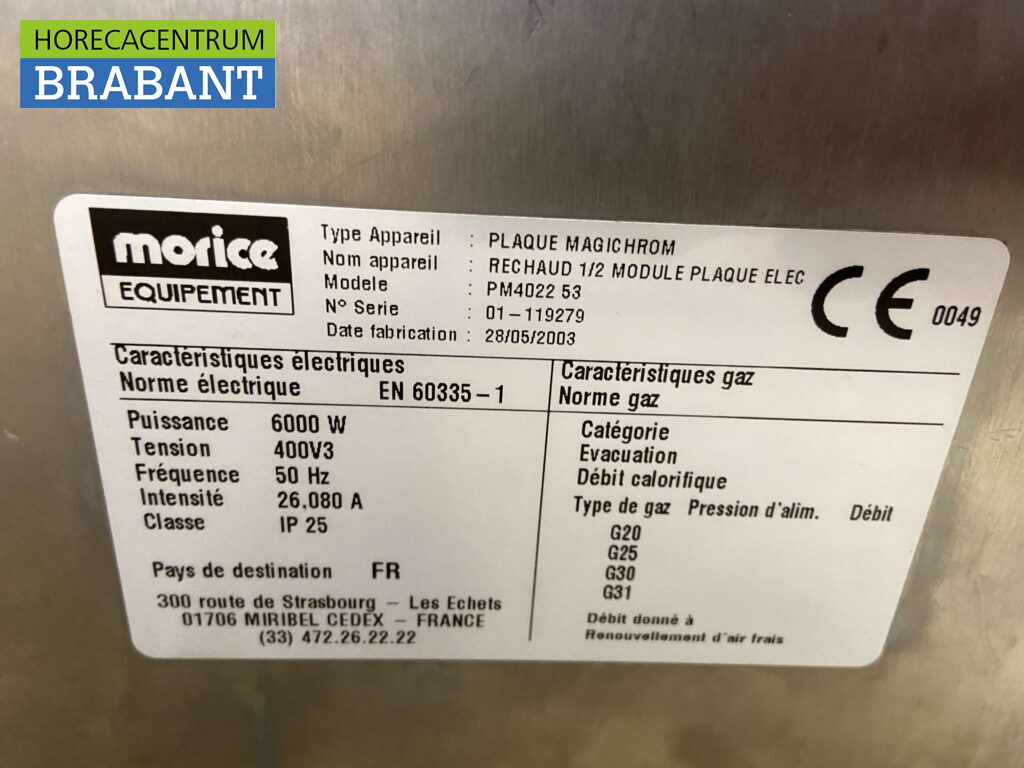 HORECACENTRUM
BRABANT
morice
EQUIPEMENT
Type Appareil : PLAQUE MAGICHROM
Nom appareil : RECHAUD 1/2 MODULE PLAQUE ELEC
Modele : PM4022 53
N° Serie : 01-119279
Date fabrication : 28/05/2003
CE 0049
Caractéristiques électriques
Norme électrique EN 60335-1
Puissance 6000 W
Tension 400V3
Fréquence 50 Hz
Intensité 26,080 A
Classe IP 25
Pays de destination FR
300 route de Strasbourg - Les Echets
01706 MIRIBEL CEDEX - FRANCE
(33) 472.26.22.22
Caractéristiques gaz
Norme gaz
Catégorie
Evacuation
Débit calorifique
Type de gaz Pression d'alim. Débit
G20
G25
G30
G31
Débit donné à
Renouvellement d'air frais